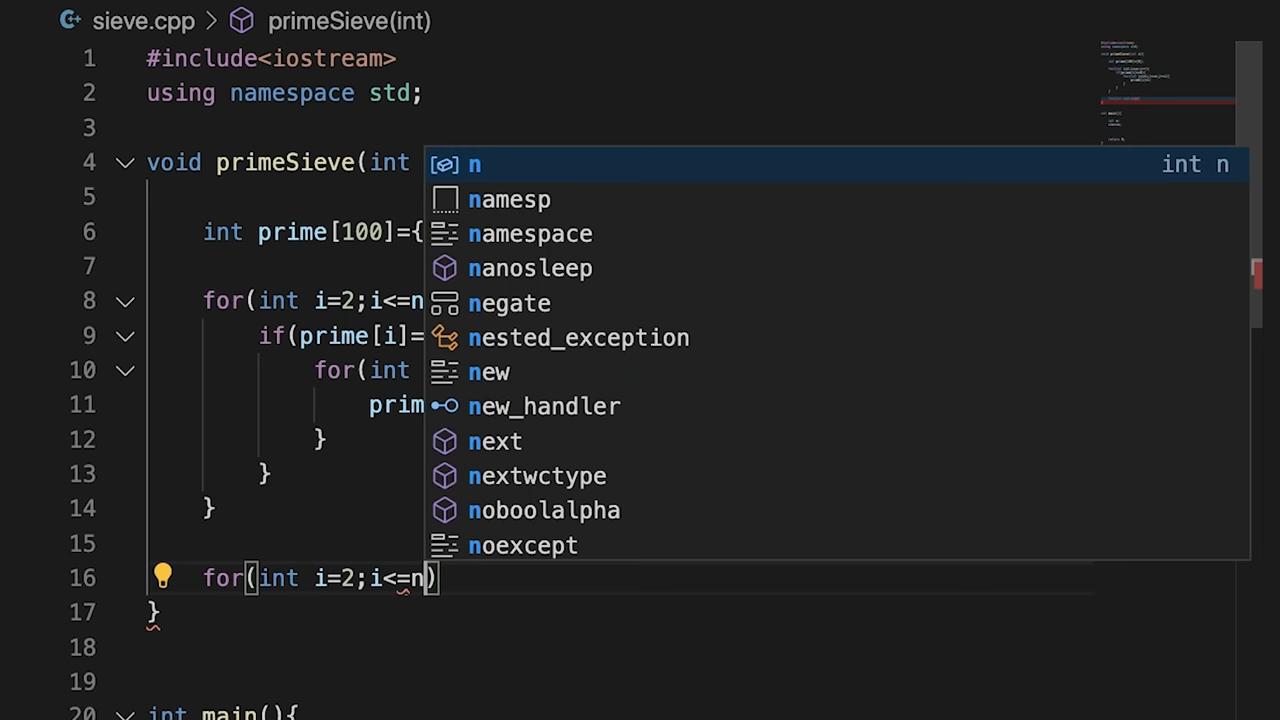 sieve.cpp > primeSieve(int)
1 #include<iostream>
2 using namespace std;
3
4 void primeSieve(int
5
6 int prime[100]={
7
8 for(int i=2;i<=n
9 if(prime[i]=
10 for(int
11 prim
12 }
13 }
14 }
15
16 for(int i=2;i<=n)
17 }
18
19
20 int main(){
n int n
namesp
namespace
nanosleep
negate
nested_exception
new
new_handler
next
nextwctype
noboolalpha
noexcept